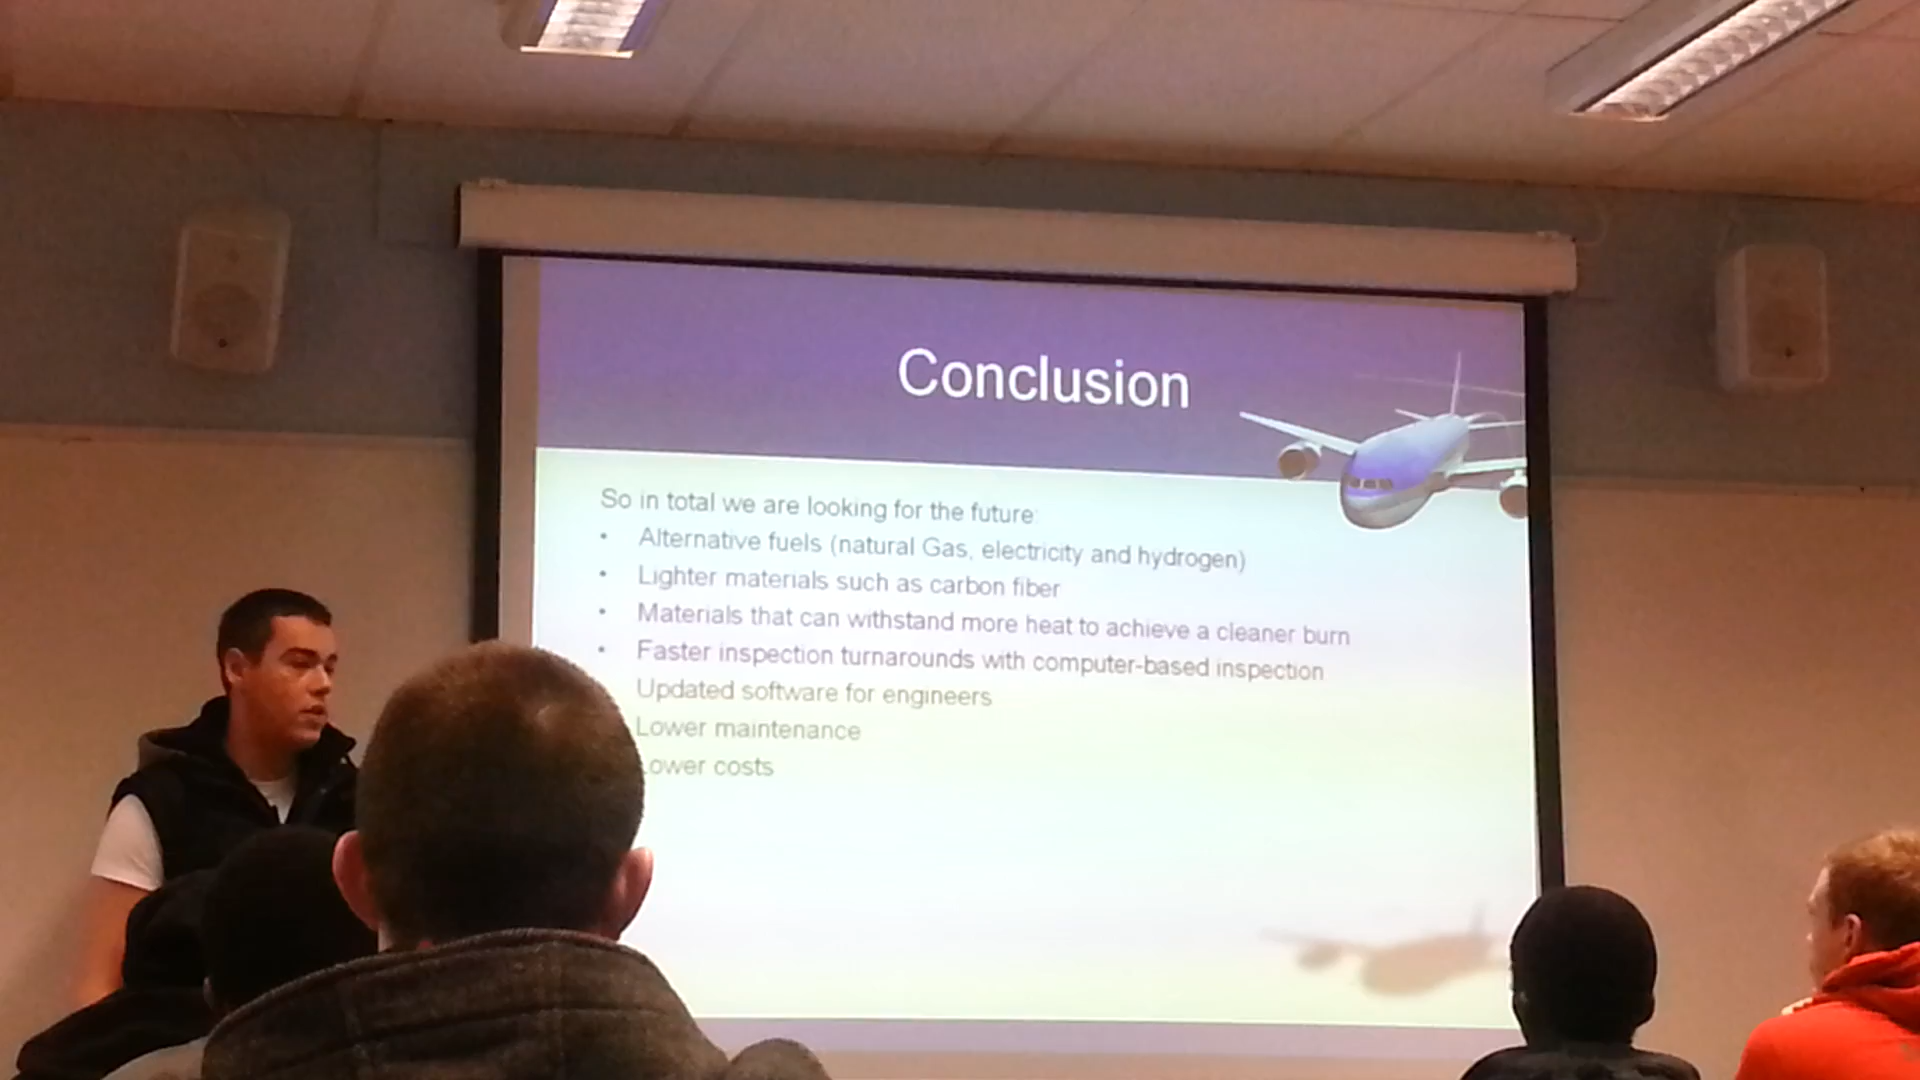 Conclusion
So in total we are looking for the future:
• Alternative fuels (natural Gas, electricity and hydrogen)
• Lighter materials such as carbon fiber
• Materials that can withstand more heat to achieve a cleaner burn
• Faster inspection turnarounds with computer-based inspection
Updated software for engineers
Lower maintenance
Lower costs